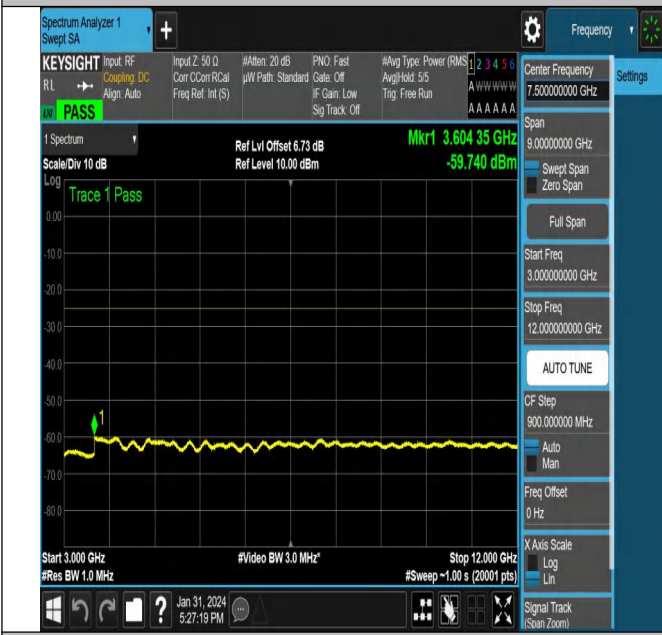 Spectrum Analyzer 1
Swept SA
+
Frequency
KEYSIGHT
RL
PASS
Input: RF
Coupling: DC
Align: Auto
Input Z: 50 Ω
Corr CCorr RCal
Freq Ref: Int (S)
#Atten: 20 dB
µW Path: Standard
PNO: Fast
Gate: Off
IF Gain: Low
Sig Track: Off
#Avg Type: Power (RMS
Avg|Hold: 5/5
Trig: Free Run
1 2 3 4 5 6
A W W W W W
A A A A A A
1 Spectrum
Scale/Div 10 dB
Ref Lvl Offset 6.73 dB
Ref Level 10.00 dBm
Mkr1 3.604 35 GHz
-59.740 dBm
Log
Trace 1 Pass
0.00
-10.0
-20.0
-30.0
-40.0
-50.0
1
-60.0
-70.0
-80.0
Start 3.000 GHz
#Res BW 1.0 MHz
#Video BW 3.0 MHz*
Stop 12.000 GHz
#Sweep ~1.00 s (20001 pts)
?
Jan 31, 2024
5:27:19 PM
Center Frequency
7.500000000 GHz
Settings
Span
9.00000000 GHz
Swept Span
Zero Span
Full Span
Start Freq
3.000000000 GHz
Stop Freq
12.000000000 GHz
AUTO TUNE
CF Step
900.000000 MHz
Auto
Man
Freq Offset
0 Hz
X Axis Scale
Log
Lin
Signal Track
(Span Zoom)